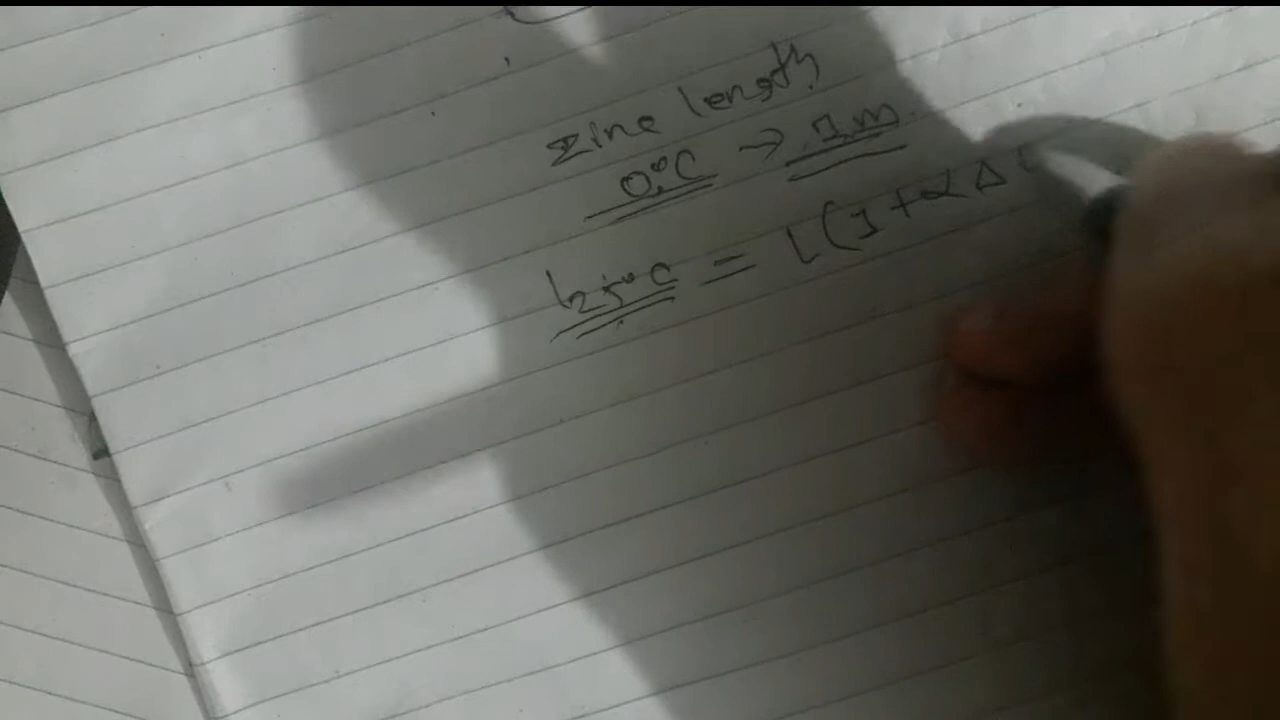 zinc length
0°C → 1m
l25°C = L(1+αΔ